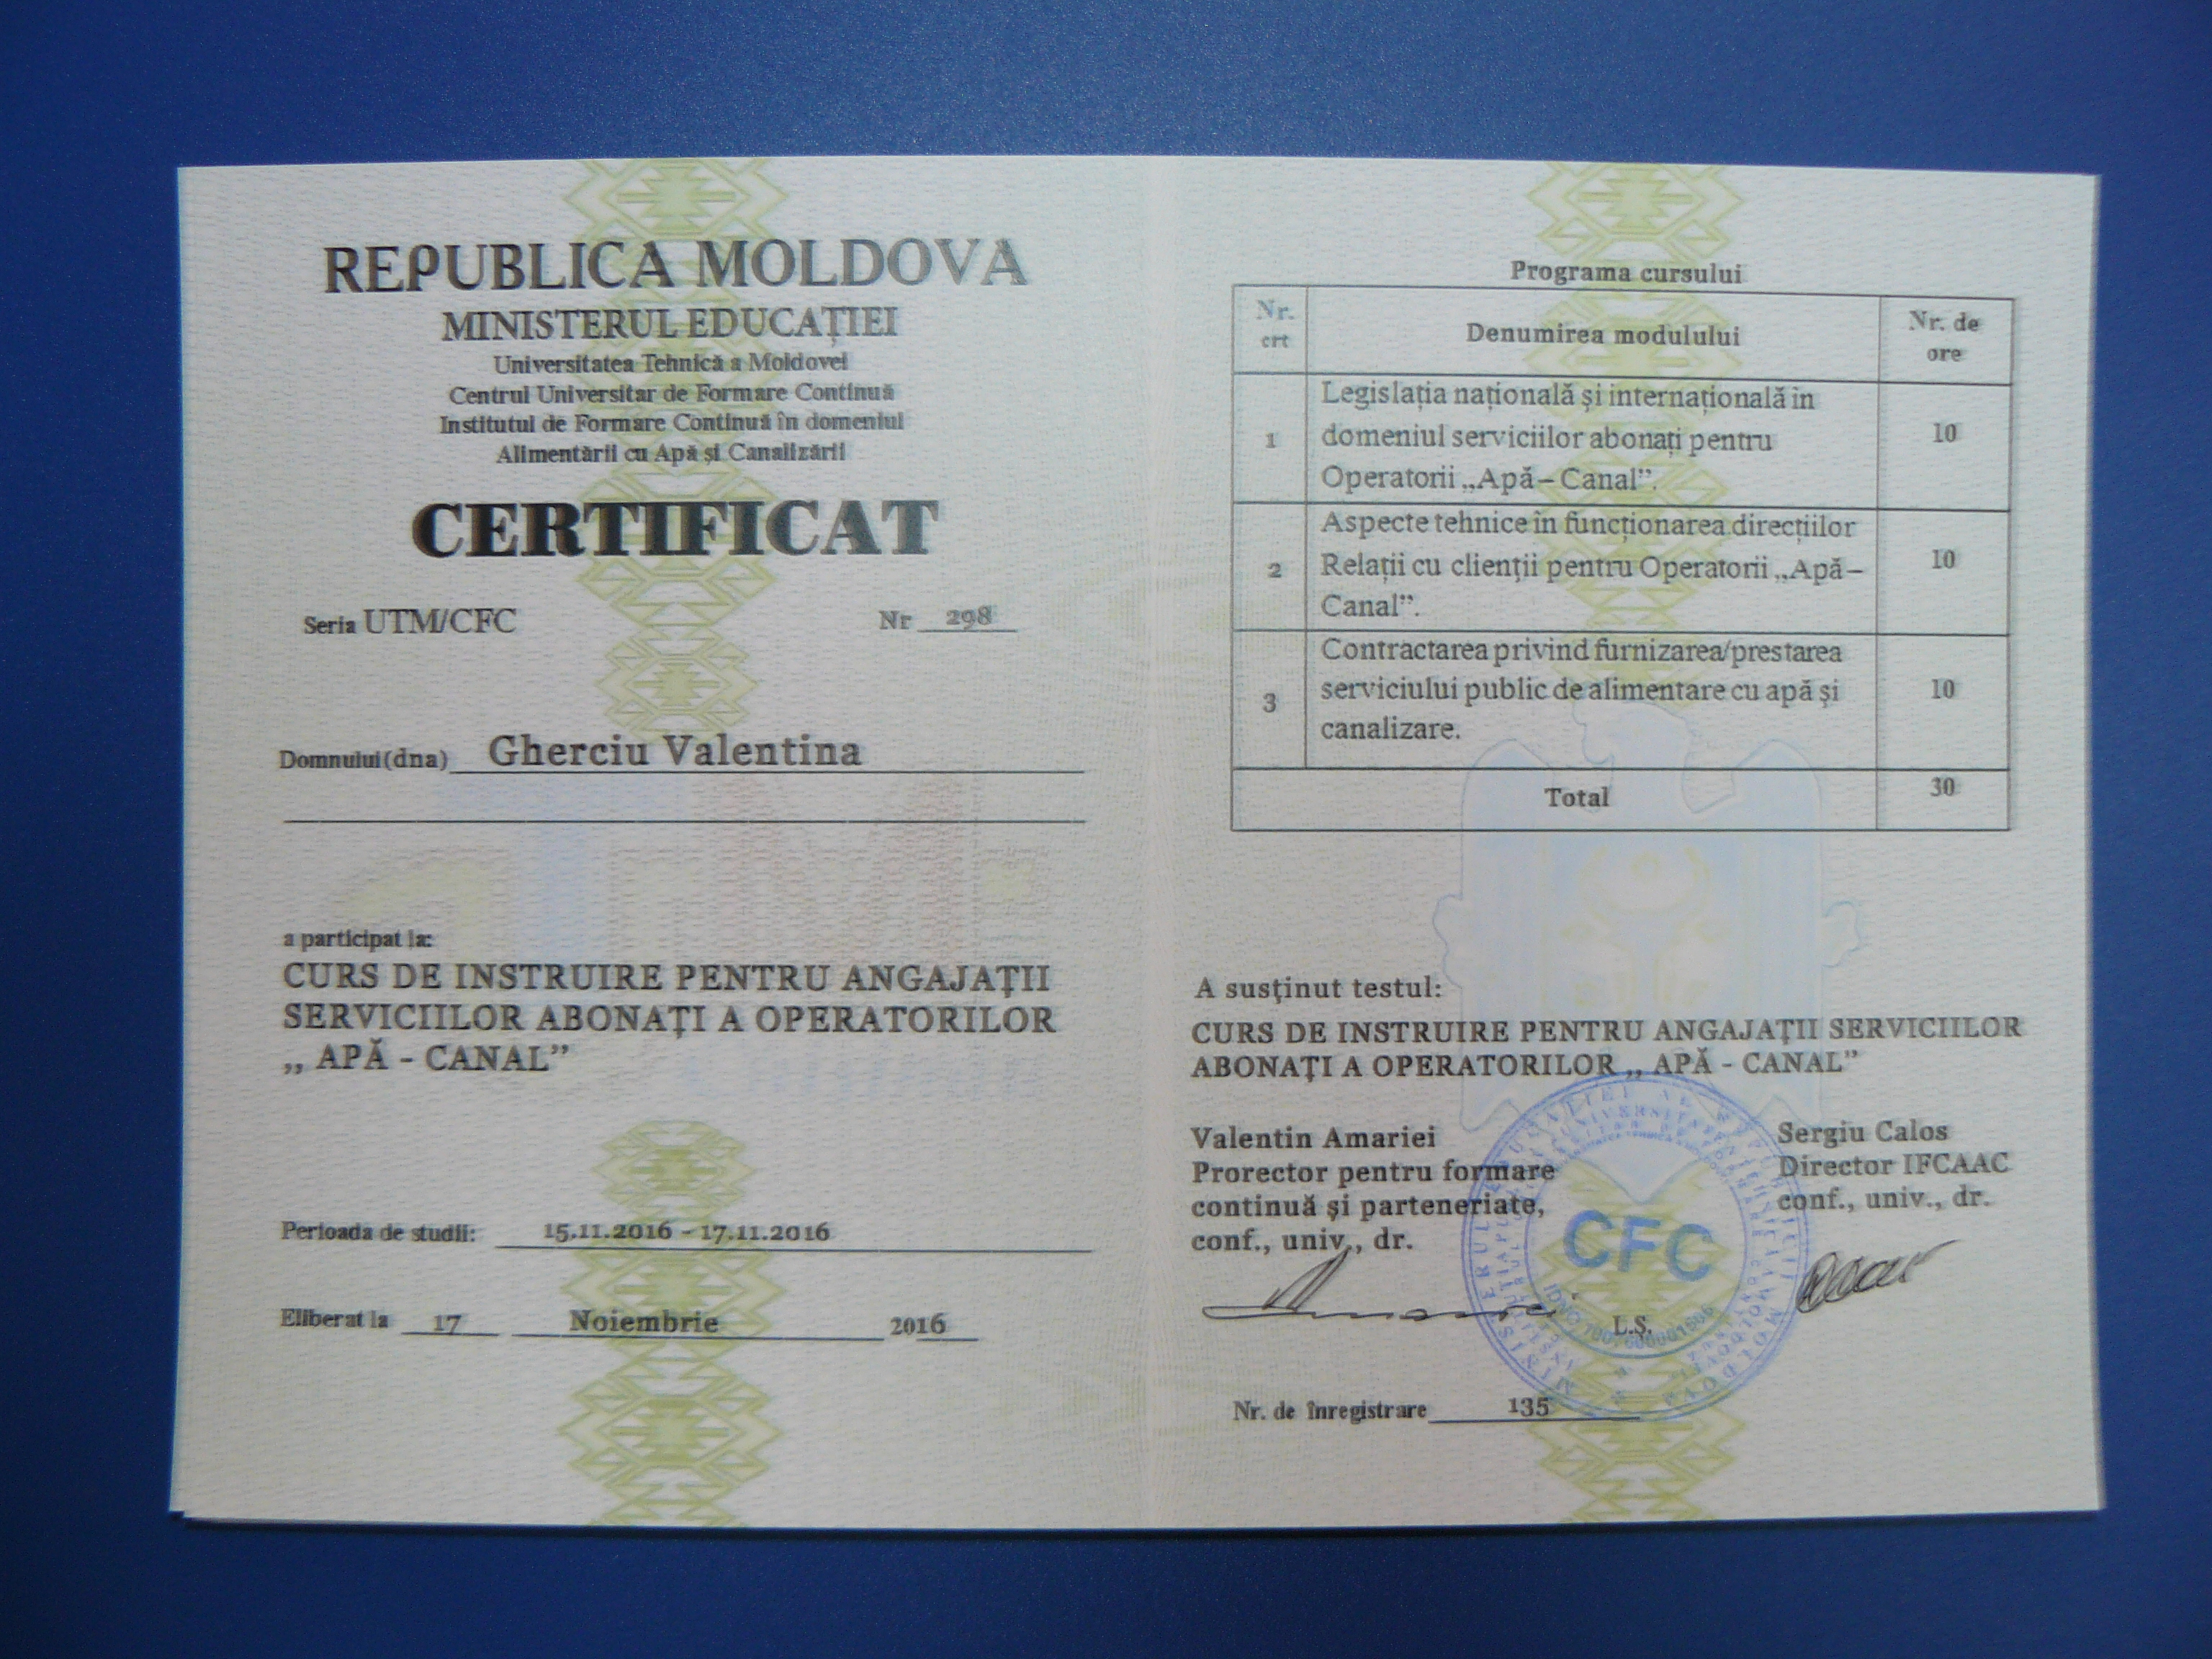 REPUBLICA MOLDOVA
MINISTERUL EDUCAȚIEI
Universitatea Tehnică a Moldovei
Centrul Universitar de Formare Continuă
Institutul de Formare Continuă în domeniul
Alimentării cu Apă și Canalizării
CERTIFICAT
Seria UTM/CFC Nr 298
Domnului(dna) Gherciu Valentina
a participat la:
CURS DE INSTRUIRE PENTRU ANGAJAȚII
SERVICIILOR ABONAȚI A OPERATORILOR
„ APĂ - CANAL”
Perioada de studii: 15.11.2016 - 17.11.2016
Eliberat la 17 Noiembrie 2016
Programa cursului
Nr. crt Denumirea modulului Nr. de ore
1 Legislația națională și internațională in
domeniul serviciilor abonați pentru 10
Operatorii „Apă – Canal”.
Aspecte tehnice în funcționarea direcțiilor
2 Relații cu clienții pentru Operatorii „Apă – 10
Canal”.
Contractarea privind furnizarea/prestarea
3 serviciului public de alimentare cu apă și 10
canalizare.
Total 30
A susținut testul:
CURS DE INSTRUIRE PENTRU ANGAJAȚII SERVICIILOR
ABONAȚI A OPERATORILOR „ APĂ - CANAL”
Valentin Amariei
Prorector pentru formare
continuă și parteneriate,
conf., univ., dr.
Sergiu Calos
Director IFCAAC
conf., univ., dr.
CFC
L.Ș.
Nr. de înregistrare 135